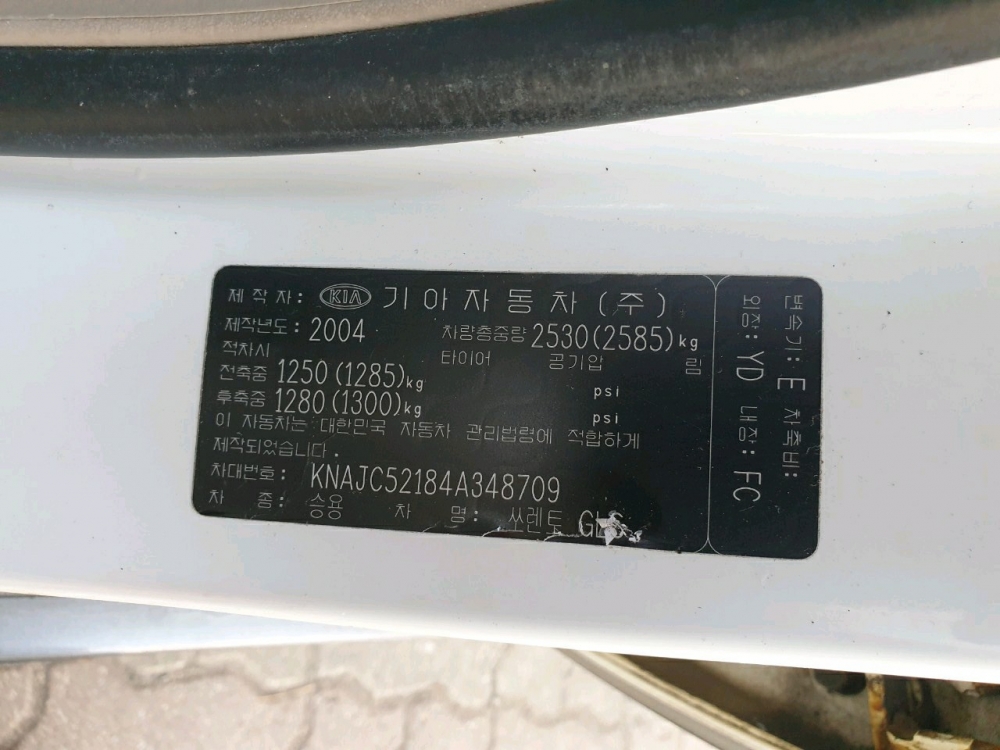 제작자: KIA 기아자동차(주)
제작년도: 2004 차량총중량 2530(2585)kg
적차시 타이어 공기압 림
전축중 1250(1285)kg psi
후축중 1280(1300)kg psi
이 자동차는 대한민국 자동차 관리법령에 적합하게
제작되었습니다.
차대번호: KNAJC52184A348709
차 종: 승용 차 명: 쏘렌토
변속기: E 차축비:
외장: YD 내장: FC